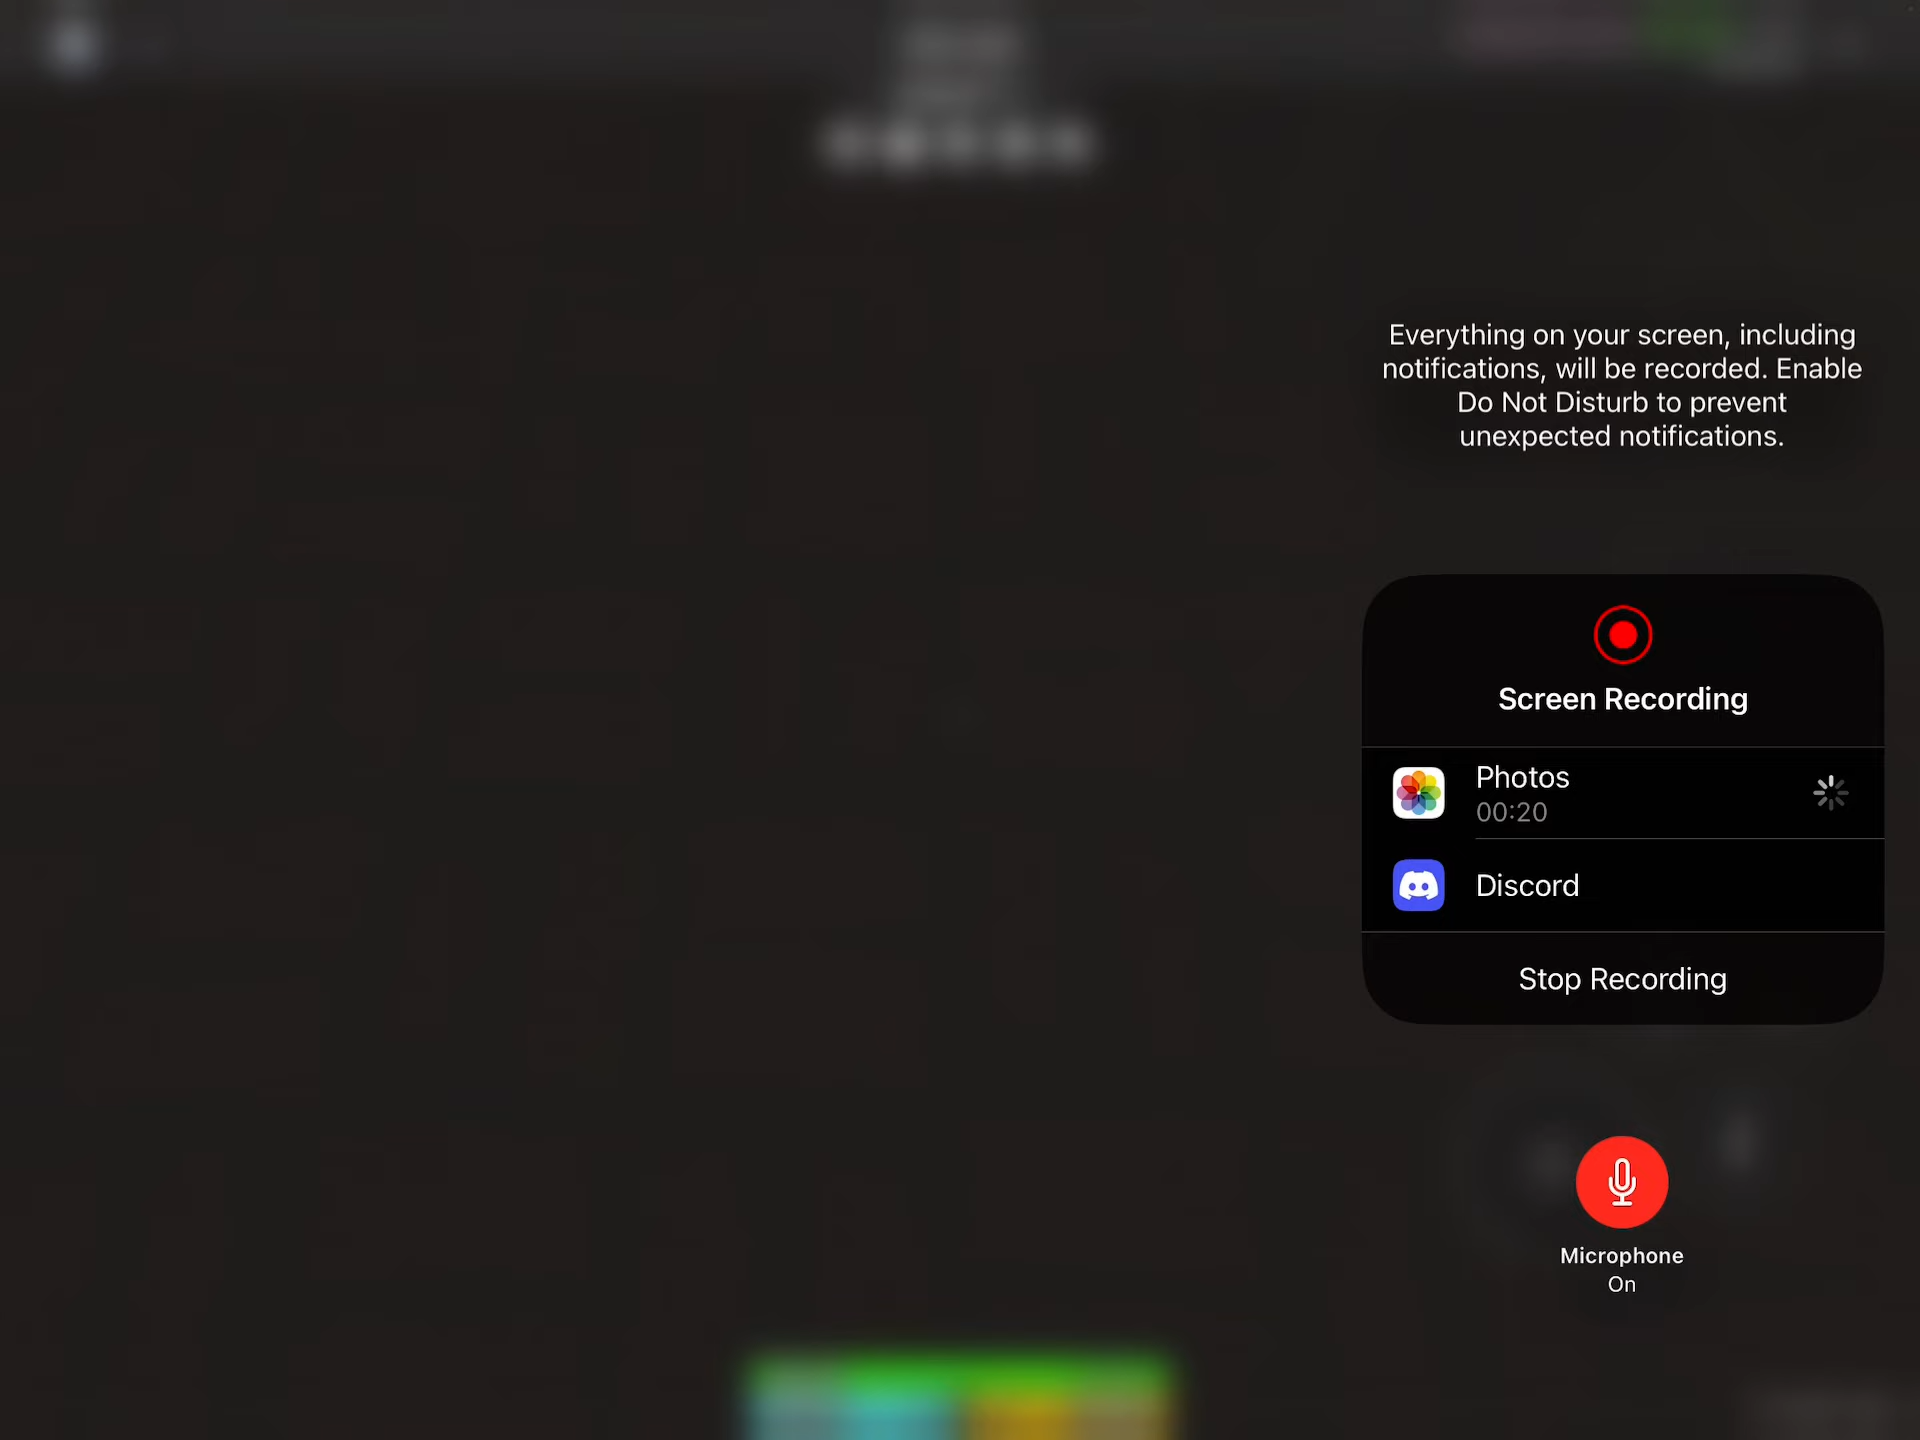 Everything on your screen, including
notifications, will be recorded. Enable
Do Not Disturb to prevent
unexpected notifications.
Screen Recording
Photos
00:20
Discord
Stop Recording
Microphone
On